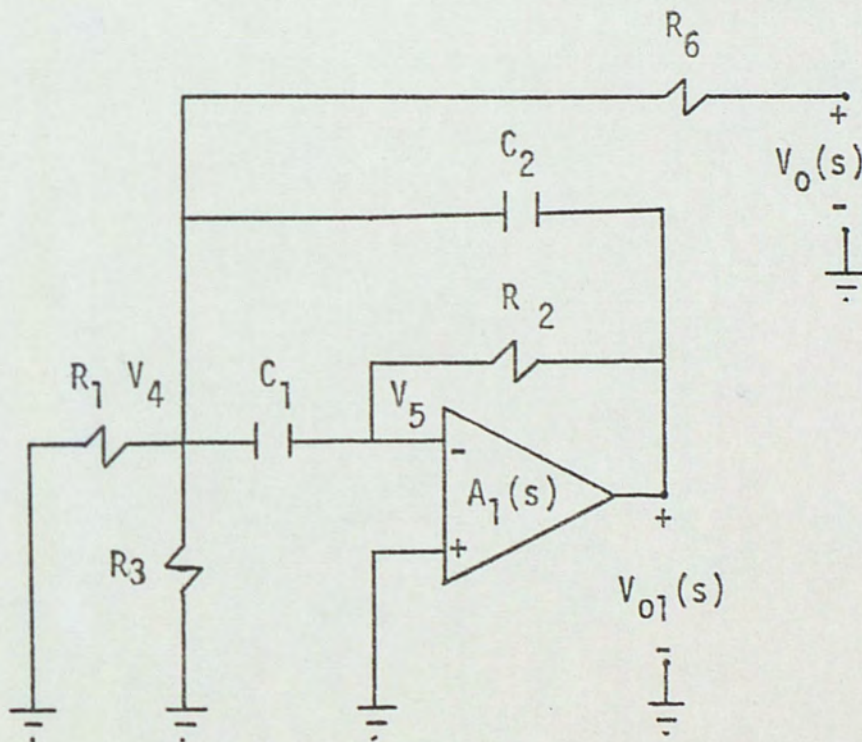 R6
+
C2
Vo(s)
-
R 2
R1 V4 C1
V5
-
A1(s)
+
+
R3
Vo1(s)
-